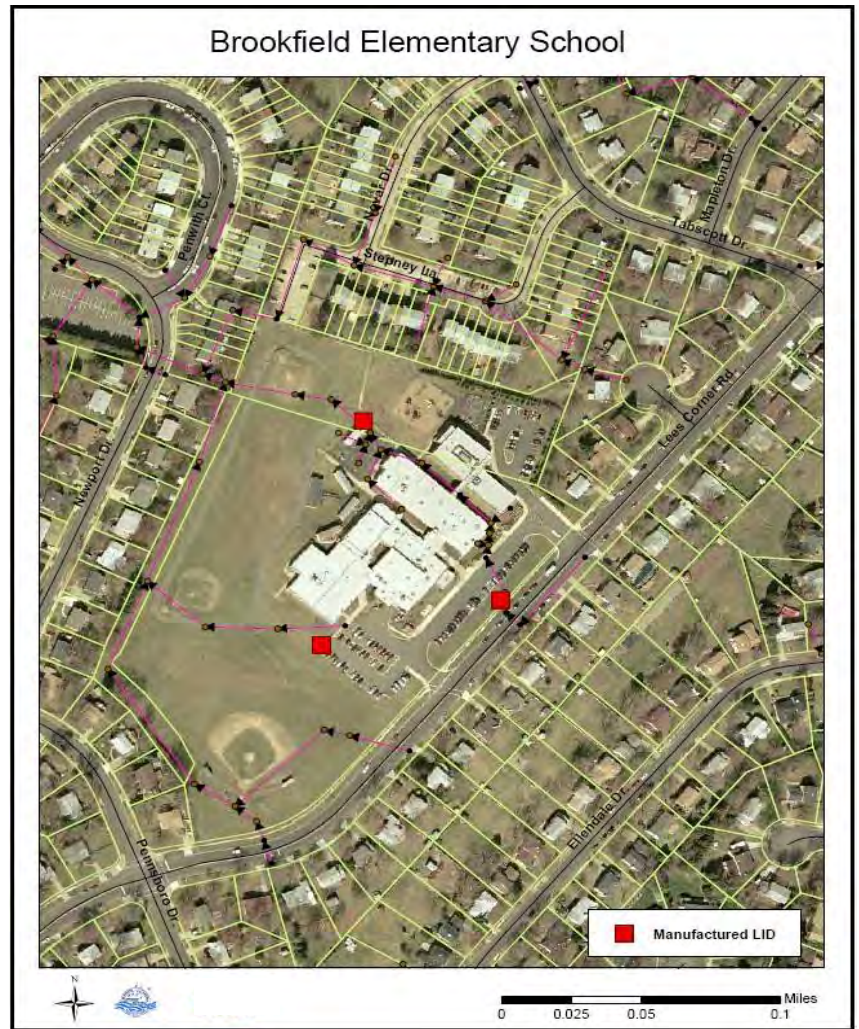 Brookfield Elementary School
Penwith Ct
Stepney Ln.
Mapleton Dr.
Tabscott Dr.
Newport Dr.
Lees Corner Rd.
Ellendale Dr.
Pennsboro Dr.
Manufactured LID
N
Miles
0 0.025 0.05 0.1